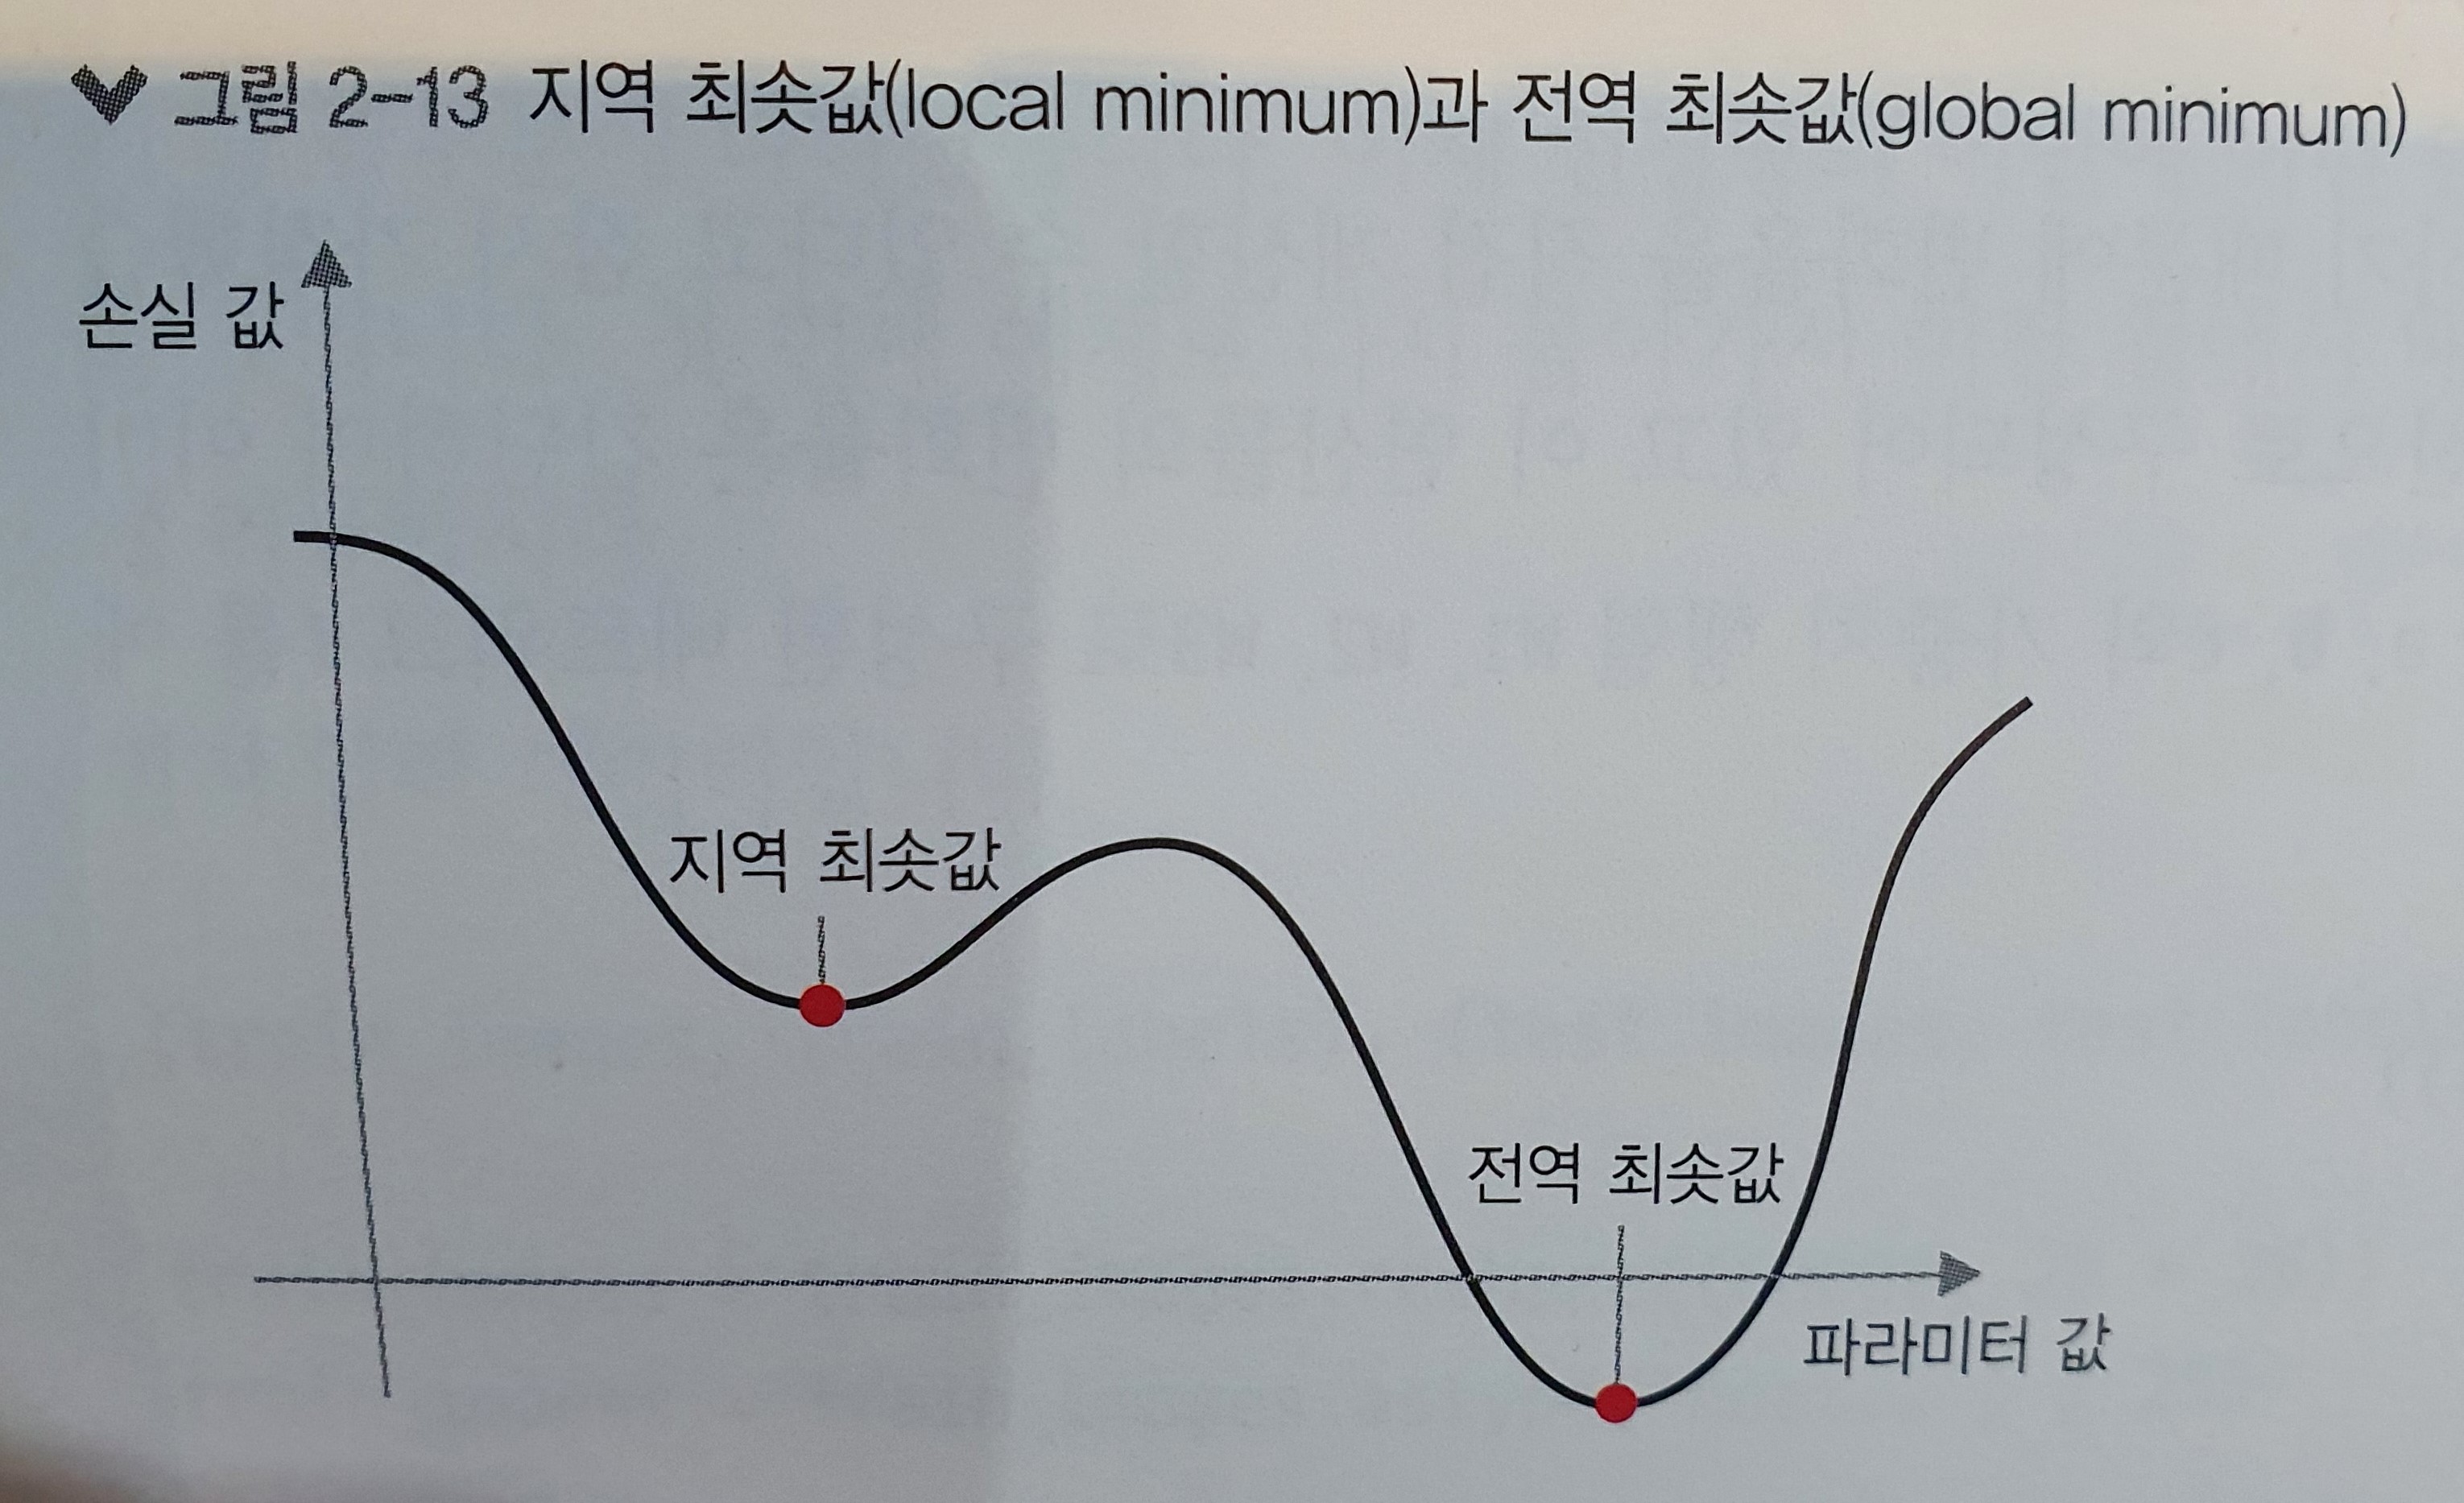 그림 2-13 지역 최솟값(local minimum)과 전역 최솟값(global minimum)
손실 값
지역 최솟값
전역 최솟값
파라미터 값